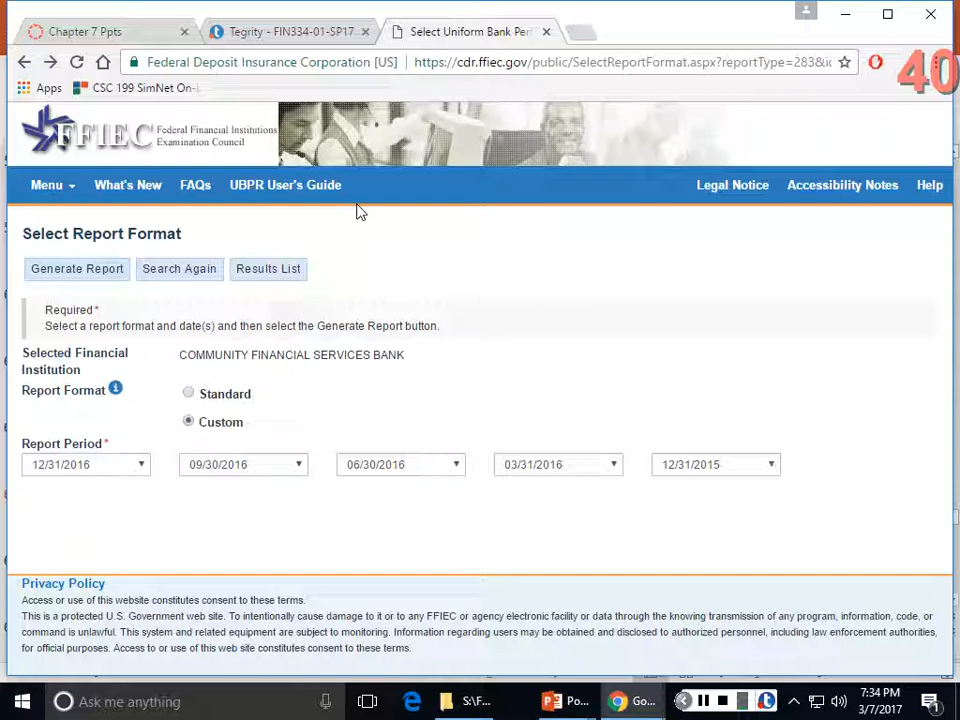 Chapter 7 Ppts
Tegrity - FIN334-01-SP17
Select Uniform Bank Per
Federal Deposit Insurance Corporation [US]
https://cdr.ffiec.gov/public/SelectReportFormat.aspx?reportType=283&ic
40
Apps
CSC 199 SimNet On-L
FFIEC
Federal Financial Institutions
Examination Council
Menu
What's New
FAQs
UBPR User's Guide
Legal Notice
Accessibility Notes
Help
Select Report Format
Generate Report
Search Again
Results List
Required*
Select a report format and date(s) and then select the Generate Report button.
Selected Financial
Institution
COMMUNITY FINANCIAL SERVICES BANK
Report Format
Standard
Custom
Report Period*
12/31/2016
09/30/2016
06/30/2016
03/31/2016
12/31/2015
Privacy Policy
Access or use of this website constitutes consent to these terms.
This is a protected U.S. Government web site. To intentionally cause damage to it or to any FFIEC or agency electronic facility or data through the knowing transmission of any program, information, code, or
command is unlawful. This system and related equipment are subject to monitoring. Information regarding users may be obtained and disclosed to authorized personnel, including law enforcement authorities,
for official purposes. Access to or use of this web site constitutes consent to these terms.
Ask me anything
S:\F...
Po...
Go...
7:34 PM
3/7/2017
1